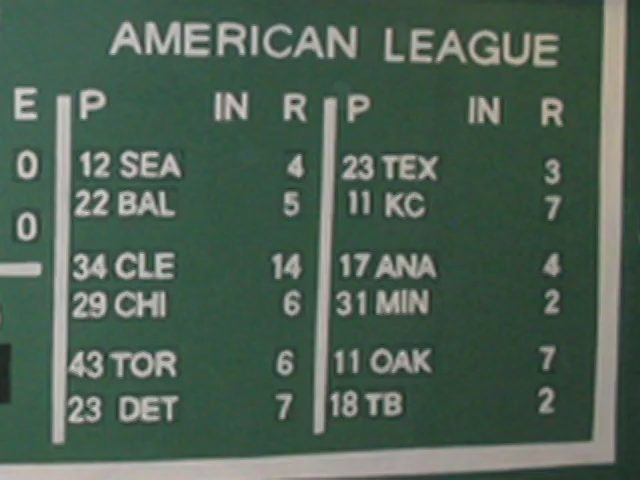 AMERICAN LEAGUE
E P IN R P IN R
0 12 SEA 4 23 TEX 3
22 BAL 5 11 KC 7
0
34 CLE 14 17 ANA 4
29 CHI 6 31 MIN 2
43 TOR 6 11 OAK 7
23 DET 7 18 TB 2